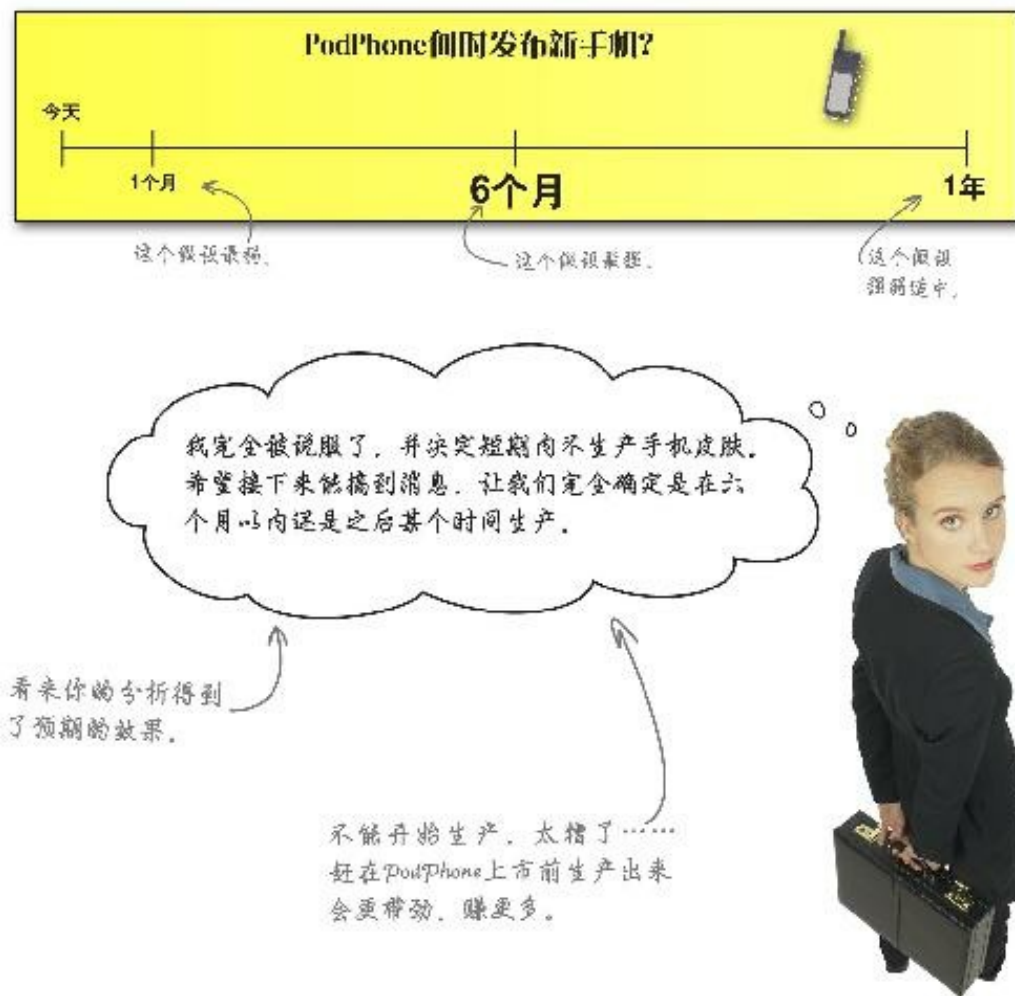 PodPhone何时发布新手机？
今天
1个月
6个月
1年
这个假设最弱.
这个假设最强.
这个假设
强弱适中.
我完全被说服了，并决定短期内不生产手机皮肤.
希望接下来能搞到消息，让我们完全确定是在六
个月以内还是之后某个时间生产.
看来你的分析得到
了预期的效果.
不能开始生产，太糟了……
赶在PodPhone上市前生产出来
会更带劲，赚更多.